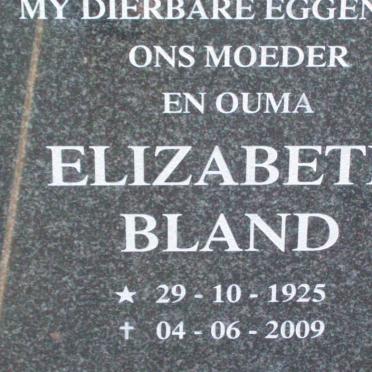 MY DIERBARE EGGEN
ONS MOEDER
EN OUMA
ELIZABET
BLAND
★ 29 - 10 - 1925
✝ 04 - 06 - 2009